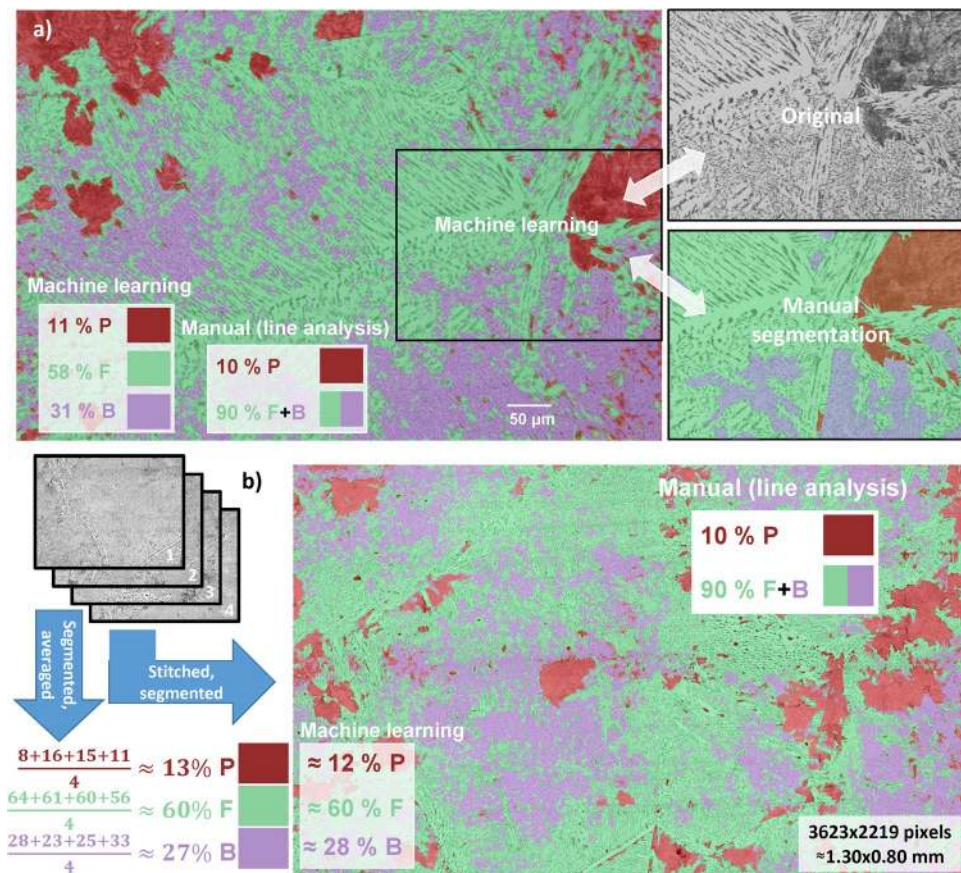 a)
Original
Machine learning
Manual
segmentation
Machine learning
11 % P
58 % F
31 % B
Manual (line analysis)
10 % P
90 % F+B
50 µm
b)
1
2
3
4
Segmented,
averaged
Stitched,
segmented
Manual (line analysis)
10 % P
90 % F+B
8+16+15+11
4
≈ 13% P
64+61+60+56
4
≈ 60% F
28+23+25+33
4
≈ 27% B
Machine learning
≈ 12 % P
≈ 60 % F
≈ 28 % B
3623x2219 pixels
≈1.30x0.80 mm